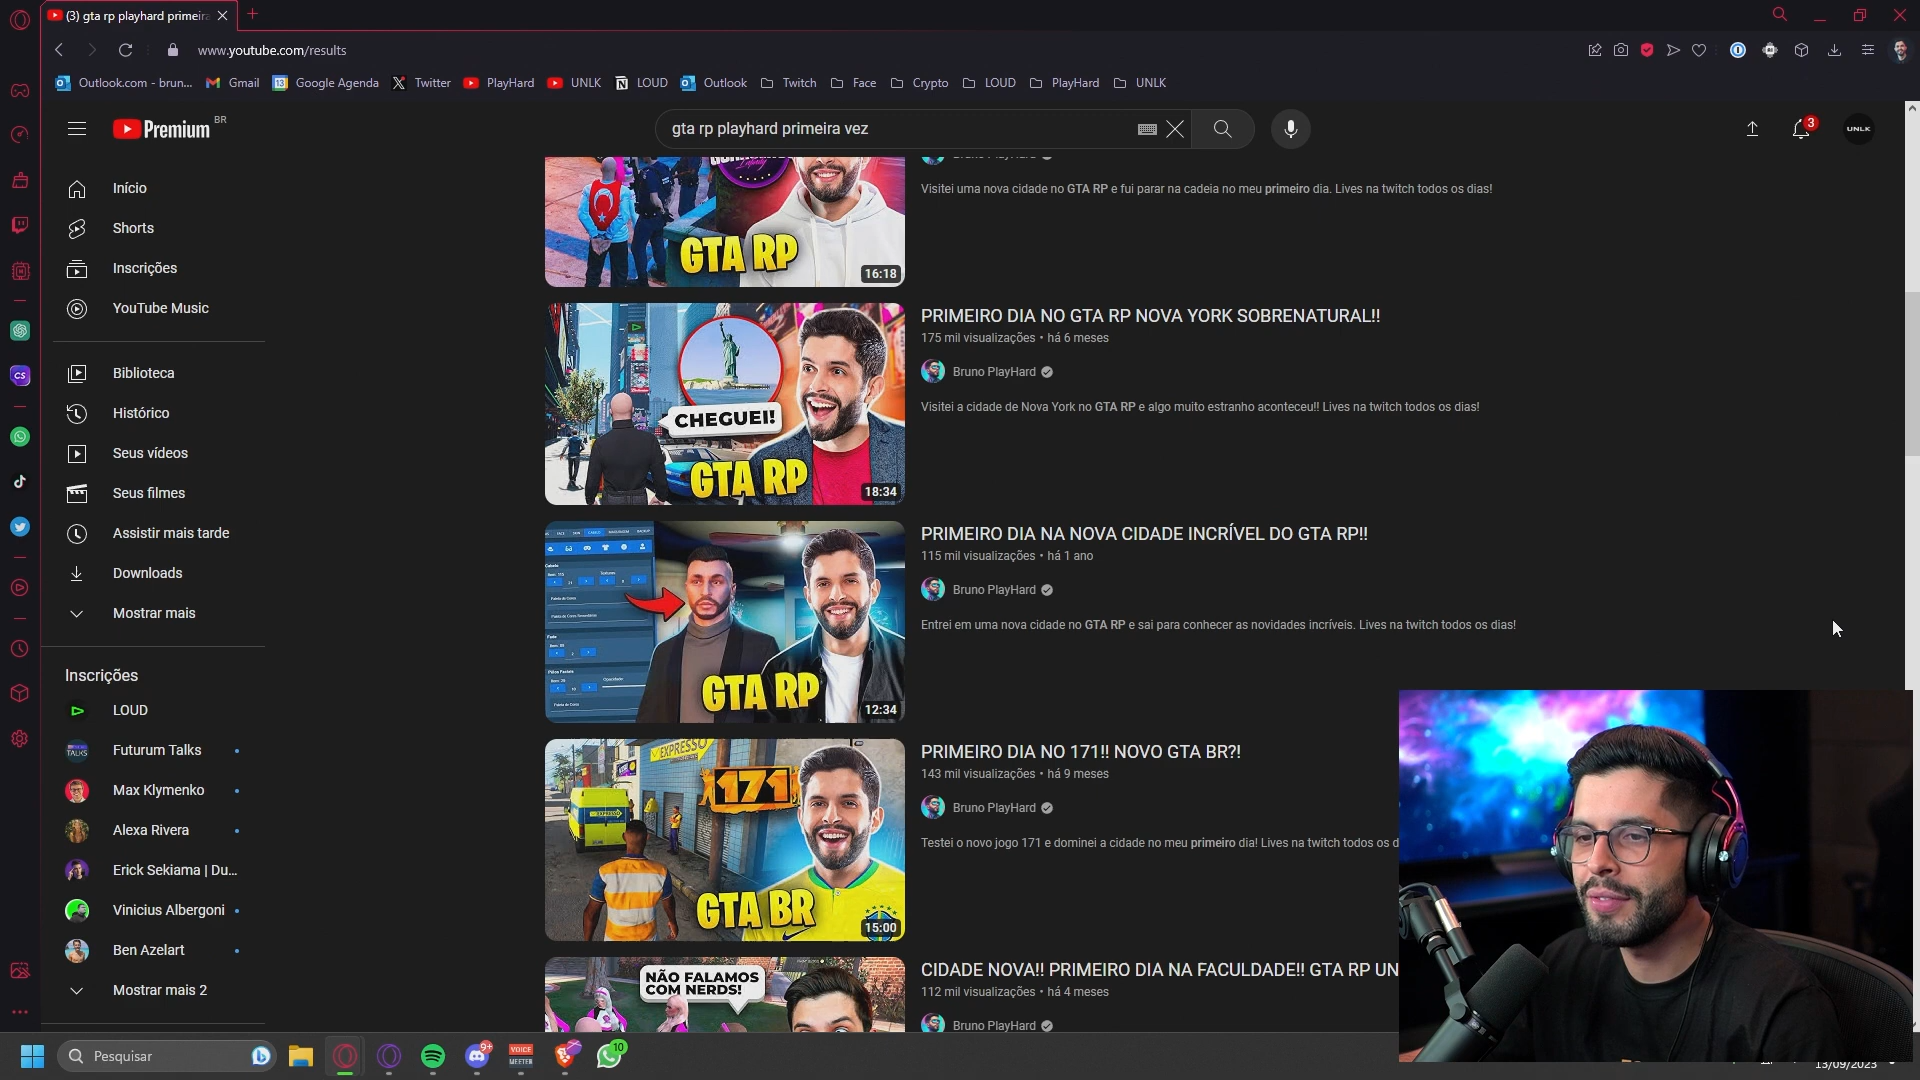 (3) gta rp playhard primeira
www.youtube.com/results
Outlook.com - brun...
Gmail
Google Agenda
Twitter
PlayHard
UNLK
LOUD
Outlook
Twitch
Face
Crypto
LOUD
PlayHard
UNLK
Premium
BR
gta rp playhard primeira vez
3
UNLK
Início
Shorts
Inscrições
YouTube Music
Biblioteca
Histórico
Seus vídeos
Seus filmes
Assistir mais tarde
Downloads
Mostrar mais
Inscrições
LOUD
Futurum Talks
Max Klymenko
Alexa Rivera
Erick Sekiama | Du...
Vinicius Albergoni
Ben Azelart
Mostrar mais 2
CS
GTA RP
16:18
Visitei uma nova cidade no GTA RP e fui parar na cadeia no meu primeiro dia. Lives na twitch todos os dias!
CHEGUEI!
GTA RP
18:34
PRIMEIRO DIA NO GTA RP NOVA YORK SOBRENATURAL!!
175 mil visualizações • há 6 meses
Bruno PlayHard
Visitei a cidade de Nova York no GTA RP e algo muito estranho aconteceu!! Lives na twitch todos os dias!
GTA RP
12:34
PRIMEIRO DIA NA NOVA CIDADE INCRÍVEL DO GTA RP!!
115 mil visualizações • há 1 ano
Bruno PlayHard
Entrei em uma nova cidade no GTA RP e sai para conhecer as novidades incríveis. Lives na twitch todos os dias!
EXPRESSO
171
GTA BR
15:00
PRIMEIRO DIA NO 171!! NOVO GTA BR?!
143 mil visualizações • há 9 meses
Bruno PlayHard
Testei o novo jogo 171 e dominei a cidade no meu primeiro dia! Lives na twitch todos os d
NÃO FALAMOS
COM NERDS!
CIDADE NOVA!! PRIMEIRO DIA NA FACULDADE!! GTA RP UN
112 mil visualizações • há 4 meses
Bruno PlayHard
Pesquisar
9+
VOICE
MEETER
10
13/09/2023